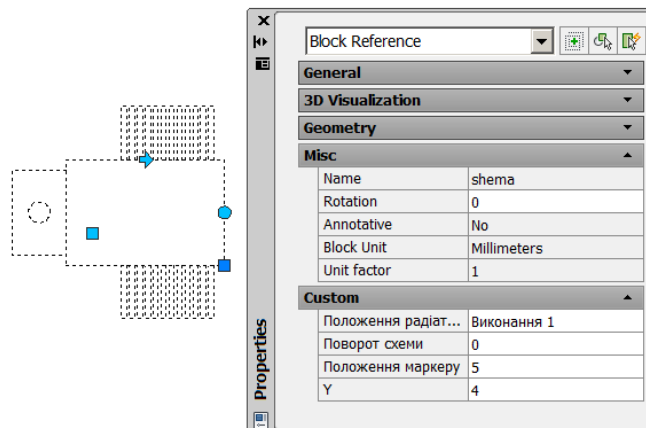 Block Reference
General
3D Visualization
Geometry
Misc
Name shema
Rotation 0
Annotative No
Block Unit Millimeters
Unit factor 1
Custom
Положення радіат... Виконання 1
Поворот схеми 0
Положення маркеру 5
Y 4
Properties